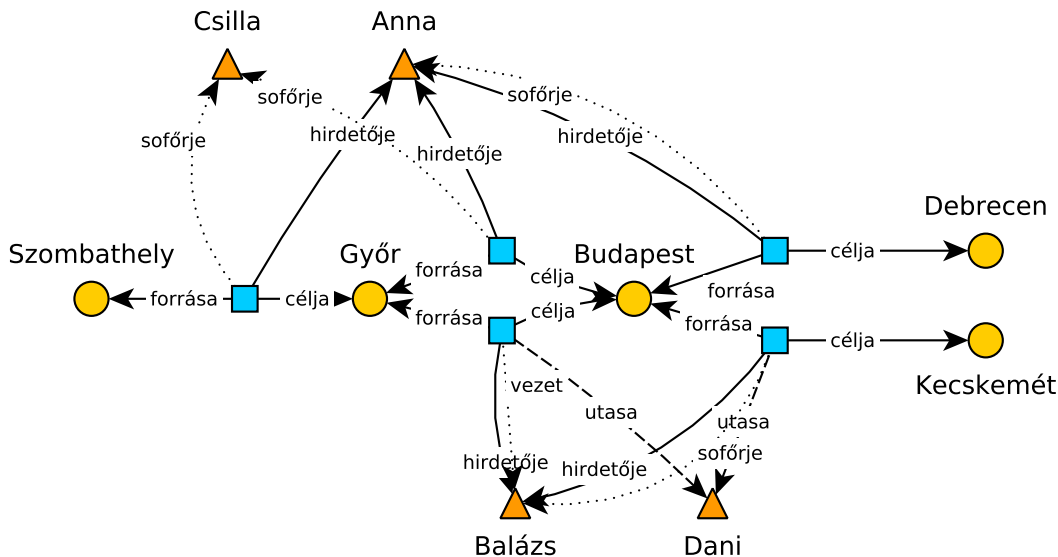 Csilla
Anna
sofőrje
sofőrje
hirdetője
hirdetője
hirdetője
sofőrje
hirdetője
Debrecen
Szombathely
Győr
Budapest
célja
forrása
célja
forrása
célja
forrása
célja
forrása
forrása
célja
Kecskemét
vezet
utasa
utasa
sofőrje
hirdetője
hirdetője
Balázs
Dani